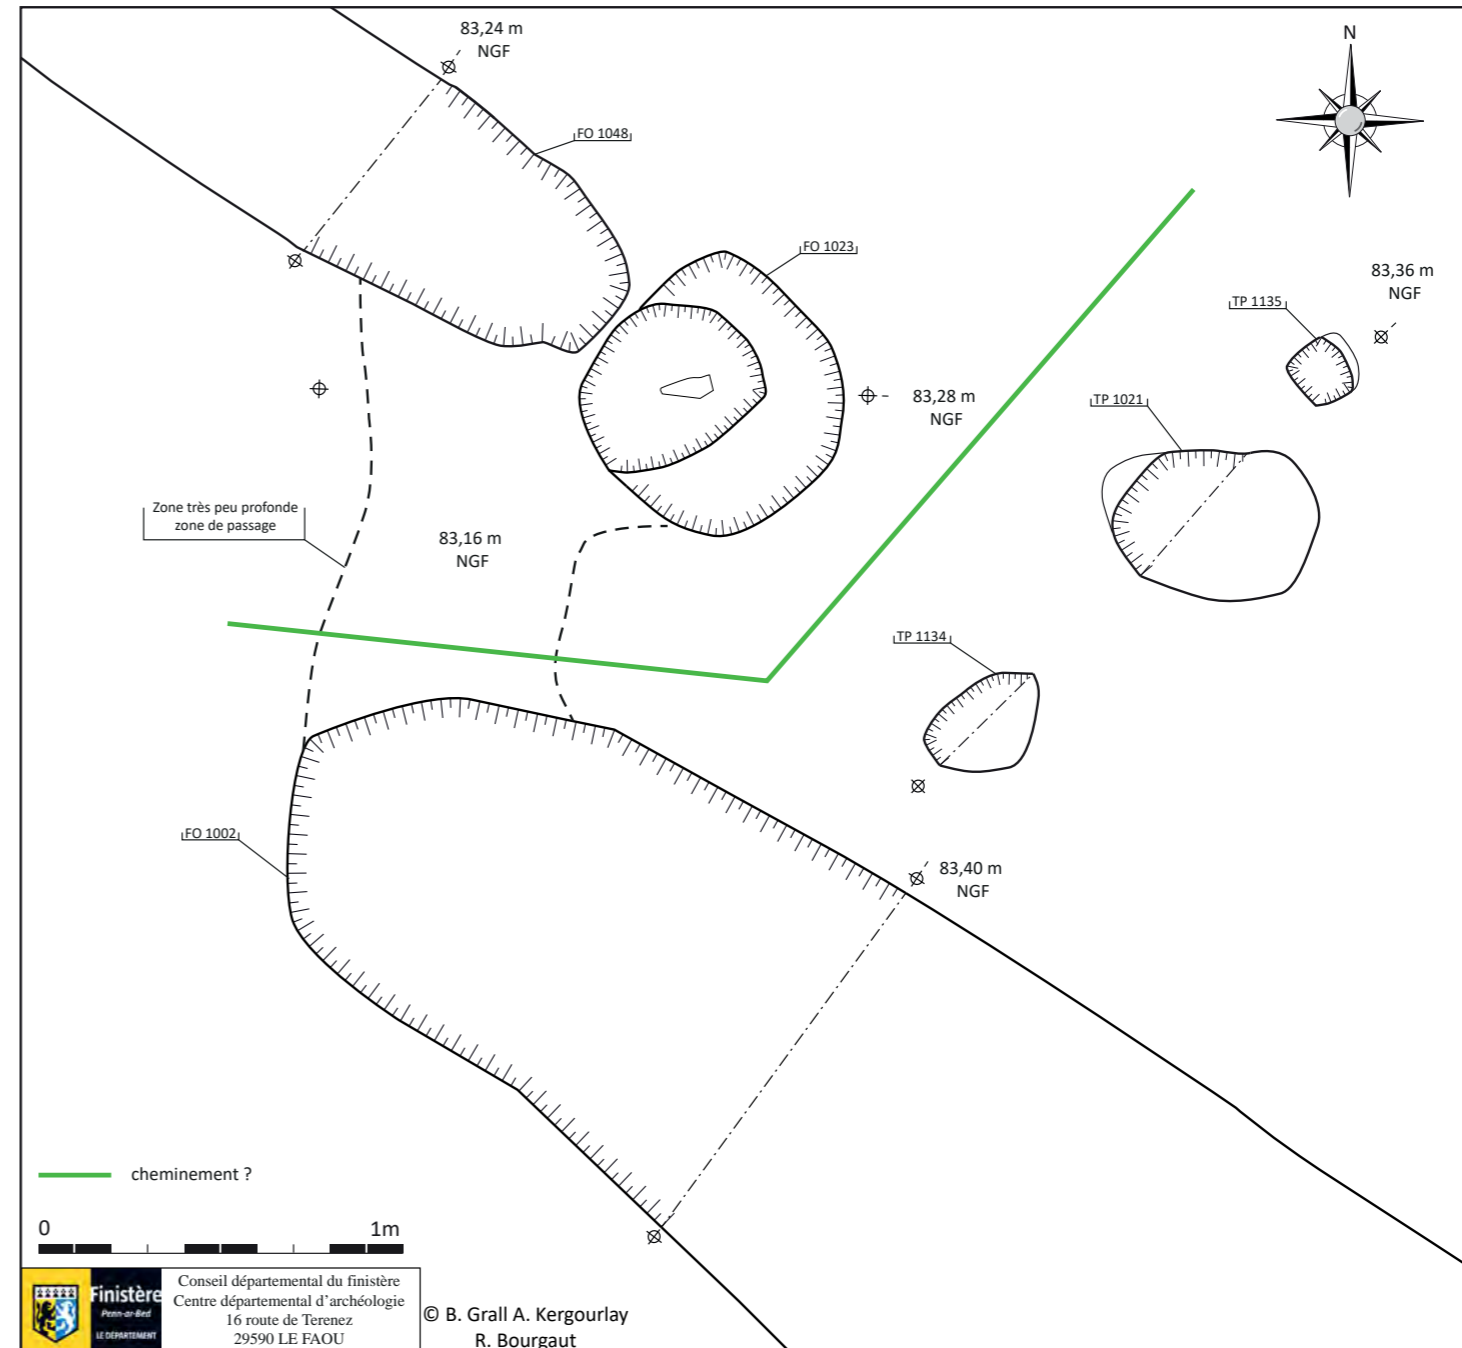 83,24 m
NGF
N
FO 1048
FO 1023
83,36 m
NGF
TP 1135
83,28 m
NGF
TP 1021
Zone très peu profonde
zone de passage
83,16 m
NGF
TP 1134
FO 1002
83,40 m
NGF
cheminement ?
0 1m
Finistère
Penn-ar-Bed
LE DÉPARTEMENT
Conseil départemental du finistère
Centre départemental d’archéologie
16 route de Terenez
29590 LE FAOU
© B. Grall A. Kergourlay
R. Bourgaut